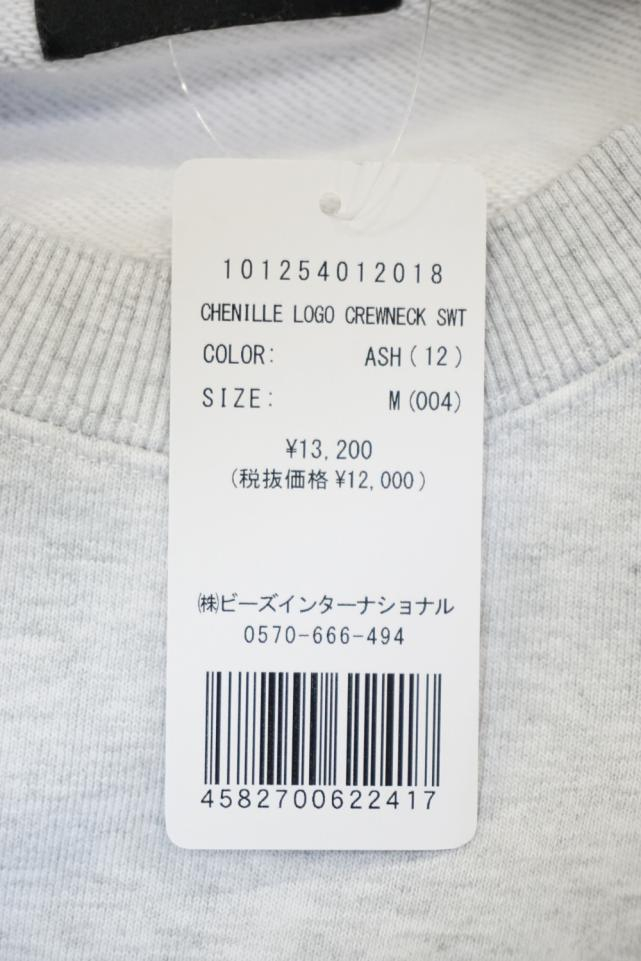 101254012018
CHENILLE LOGO CREWNECK SWT
COLOR: ASH(12)
SIZE: M(004)
¥13,200
(税抜価格 ¥12,000)
㈱ビーズインターナショナル
0570-666-494
4582700622417